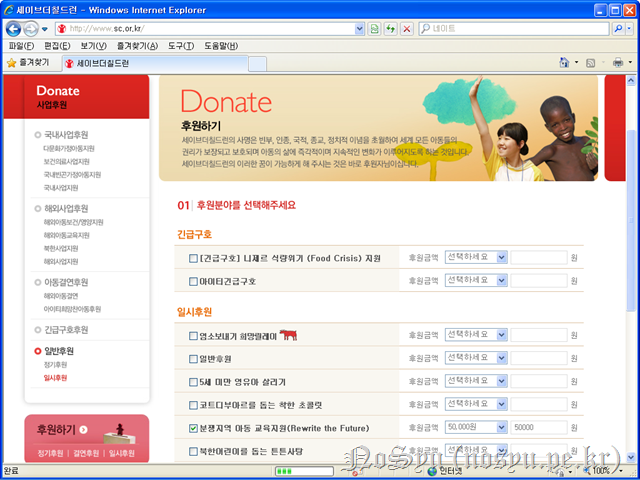 세이브더칠드런 - Windows Internet Explorer
http://www.sc.or.kr/
네이트
파일(F) 편집(E) 보기(V) 즐겨찾기(A) 도구(T) 도움말(H)
즐겨찾기 세이브더칠드런
Donate
사업후원
국내사업후원
다문화가정아동지원
보건의료사업지원
국내빈곤가정아동지원
국내사업지원
해외사업후원
해외아동보건/영양지원
해외아동교육지원
북한사업지원
해외사업지원
아동결연후원
해외아동결연
아이티희망찬아동후원
긴급구호후원
일반후원
정기후원
일시후원
후원하기
정기후원 | 결연후원 | 일시후원
Donate
후원하기
세이브더칠드런의 사명은 빈부, 인종, 국적, 종교, 정치적 이념을 초월하여 세계 모든 아동들의
권리가 보장되고 보호되며 아동의 삶에 즉각적이며 지속적인 변화가 이루어지도록 하는 것입니다.
세이브더칠드런의 이러한 꿈이 가능하게 해 주시는 것은 바로 후원자님이십니다.
01 후원분야를 선택해주세요
긴급구호
[긴급구호] 니제르 식량위기 (Food Crisis) 지원 후원금액 선택하세요 원
아이티긴급구호 후원금액 선택하세요 원
일시후원
염소보내기 희망릴레이 후원금액 선택하세요 원
일반후원 후원금액 선택하세요 원
5세 미만 영유아 살리기 후원금액 선택하세요 원
코트디부아르를 돕는 착한 초콜릿 후원금액 선택하세요 원
분쟁지역 아동 교육지원(Rewrite the Future) 후원금액 50,000원 50000 원
북한어린이를 돕는 튼튼사탕 후원금액 선택하세요 원
NoSyu (nosyu.pe.kr)
완료 인터넷 100%